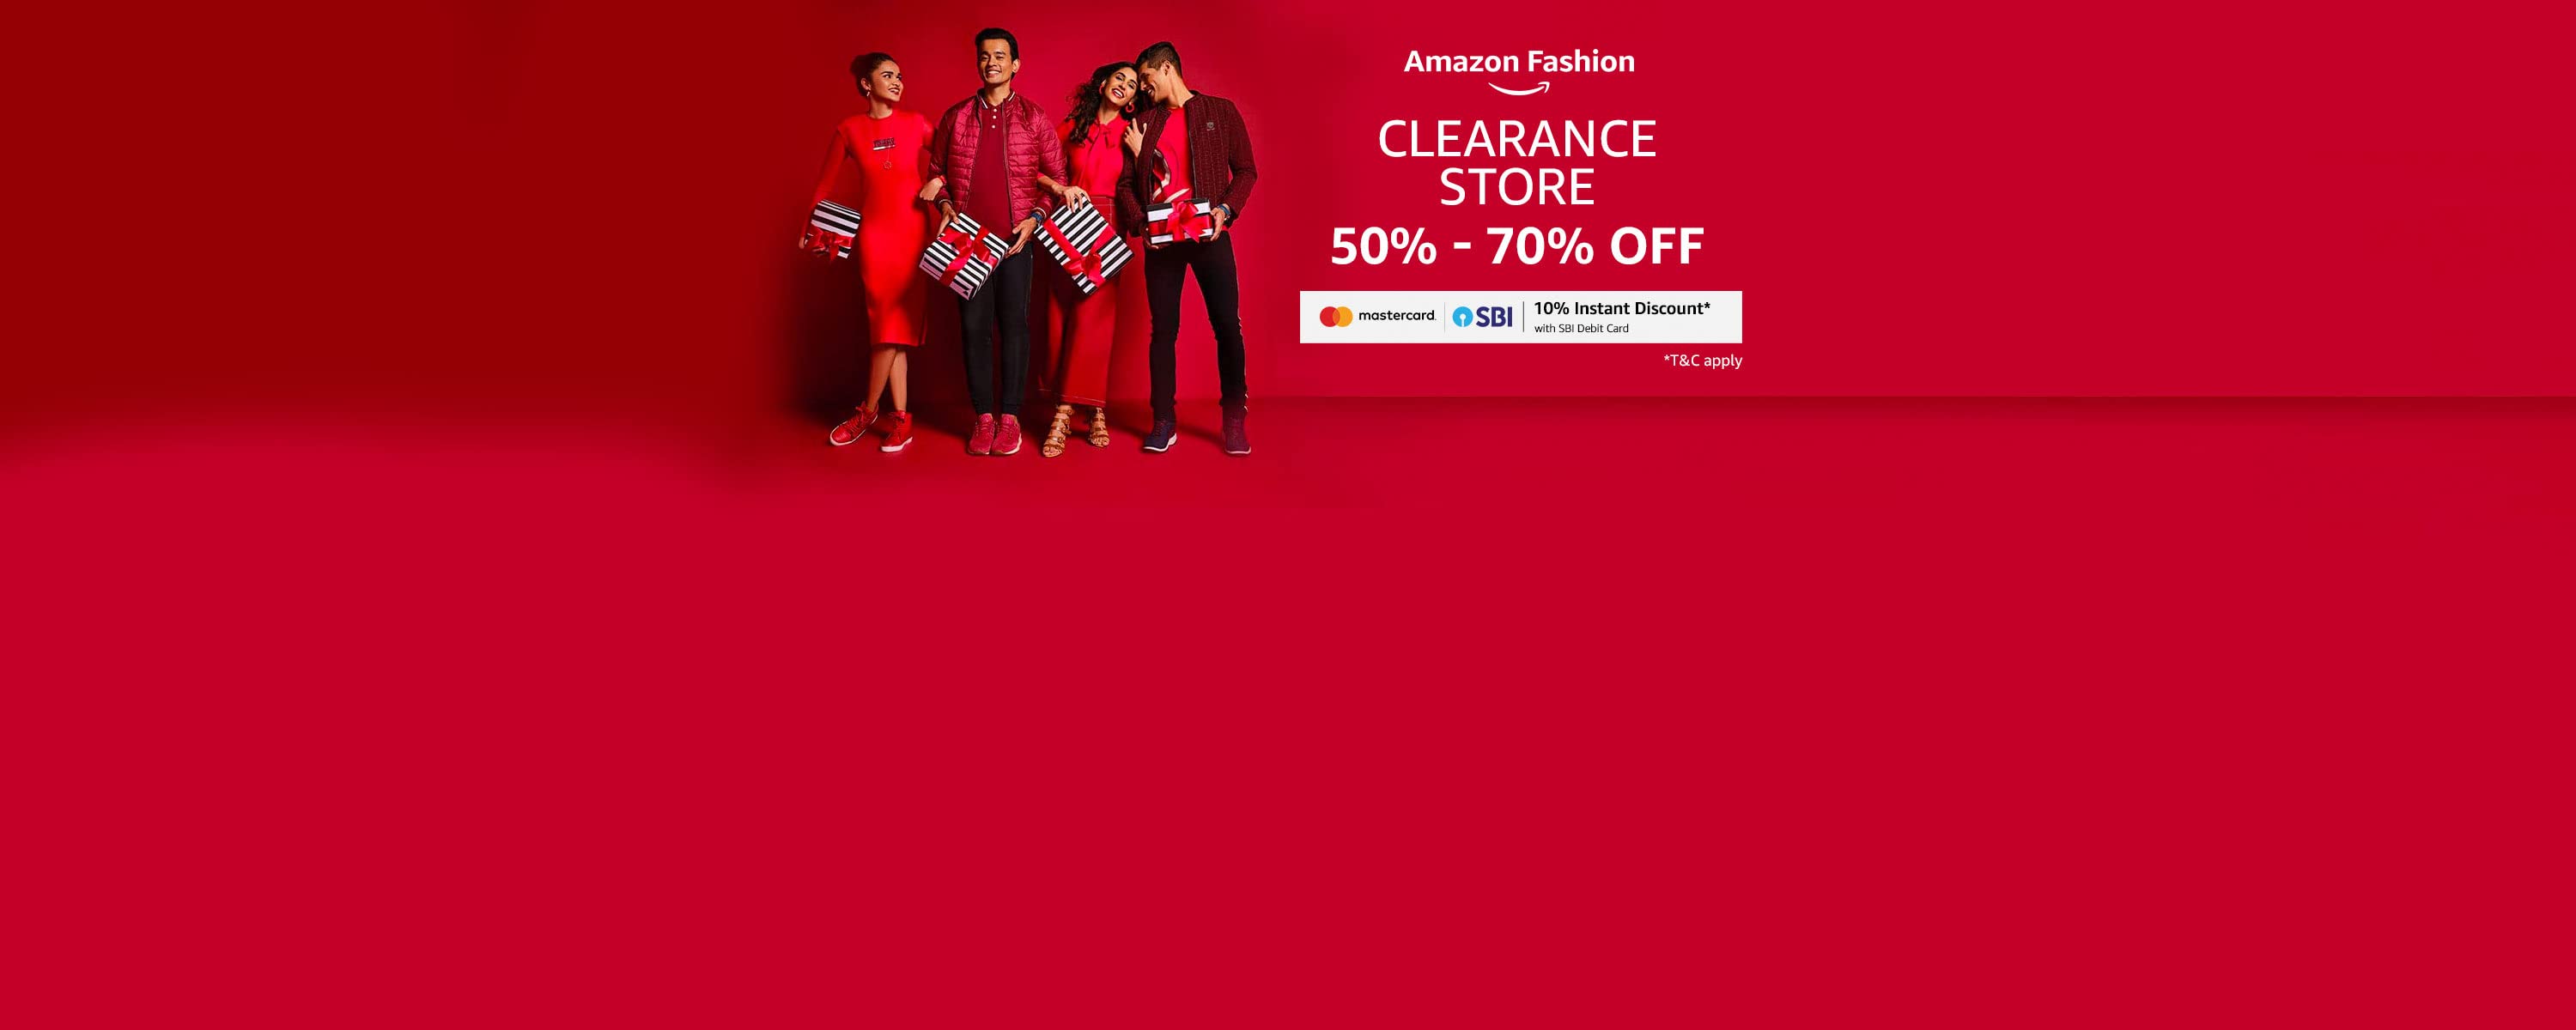 Amazon Fashion
CLEARANCE
STORE
50% - 70% OFF
mastercard. SBI 10% Instant Discount*
with SBI Debit Card
*T&C apply